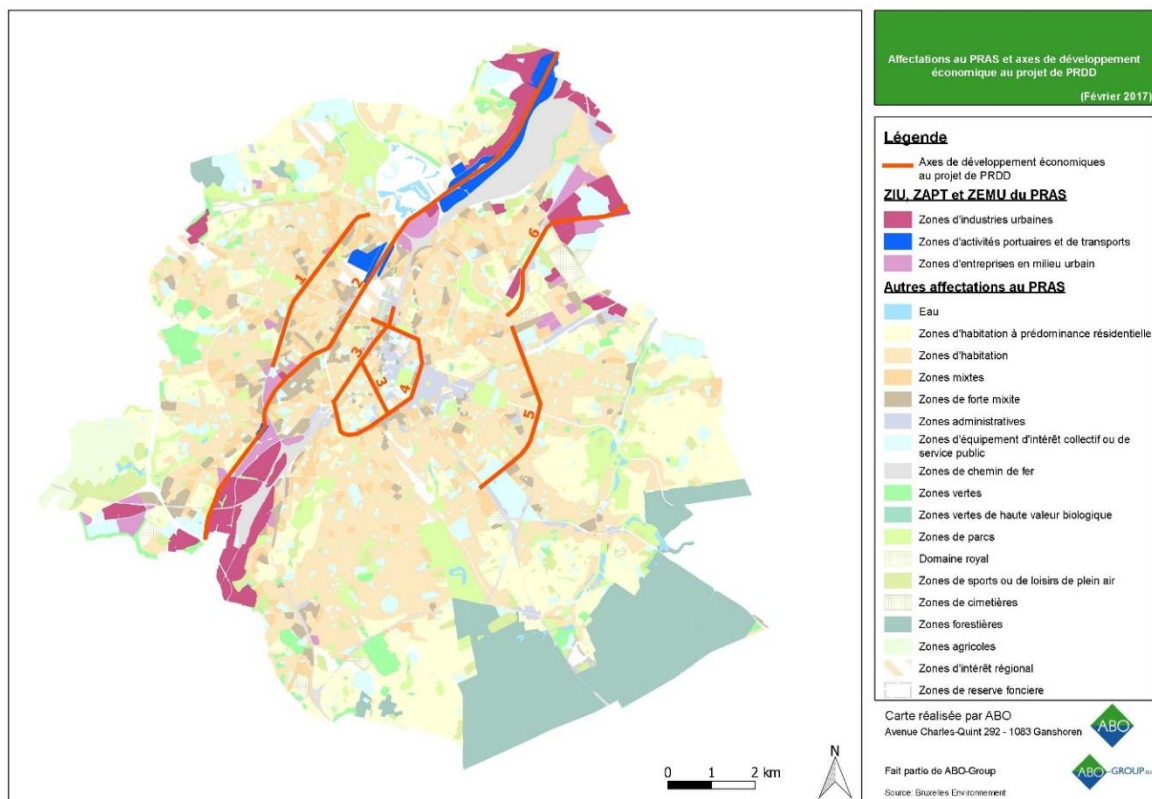 Affectations au PRAS et axes de développement
économique au projet de PRDD
(Février 2017)
Légende
Axes de développement économiques
au projet de PRDD
ZIU, ZAPT et ZEMU du PRAS
Zones d'industries urbaines
Zones d'activités portuaires et de transports
Zones d'entreprises en milieu urbain
Autres affectations au PRAS
Eau
Zones d'habitation à prédominance résidentielle
Zones d'habitation
Zones mixtes
Zones de forte mixite
Zones administratives
Zones d'équipement d'intérêt collectif ou de
service public
Zones de chemin de fer
Zones vertes
Zones vertes de haute valeur biologique
Zones de parcs
Domaine royal
Zones de sports ou de loisirs de plein air
Zones de cimetières
Zones forestières
Zones agricoles
Zones d'intérêt régional
Zones de reserve fonciere
Carte réalisée par ABO
Avenue Charles-Quint 292 - 1083 Ganshoren
ABO
Fait partie de ABO-Group
ABO-GROUP
Source: Bruxelles Environnement
1
2
3
3
4
5
6
0 1 2 km
N